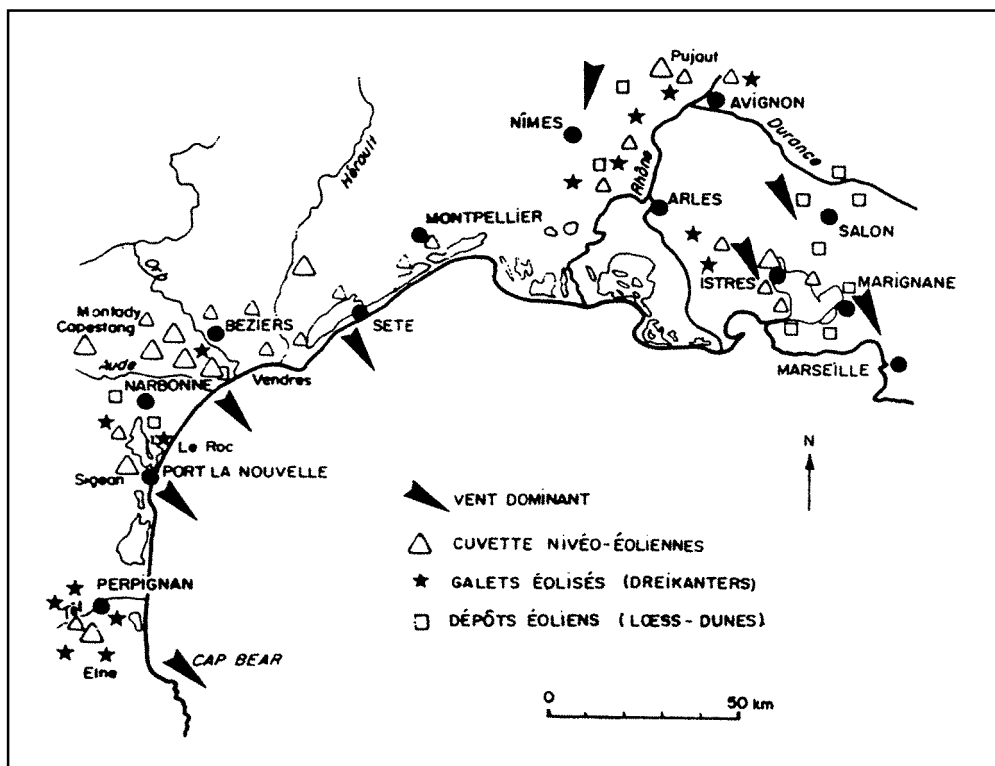 Pujaut
AVIGNON
NÎMES
Durance
Hérault
Rhône
ARLES
MONTPELLIER
SALON
Orb
ISTRES
MARIGNANE
Montady
Capestang
BEZIERS
SETE
Aude
Vendres
MARSEILLE
NARBONNE
Le Roc
N
Sigean
PORT LA NOUVELLE
VENT DOMINANT
CUVETTE NIVÉO-ÉOLIENNES
GALETS ÉOLISÉS (DREIKANTERS)
PERPIGNAN
DÉPÔTS ÉOLIENS (LŒSS-DUNES)
Elne
CAP BEAR
0 50 km